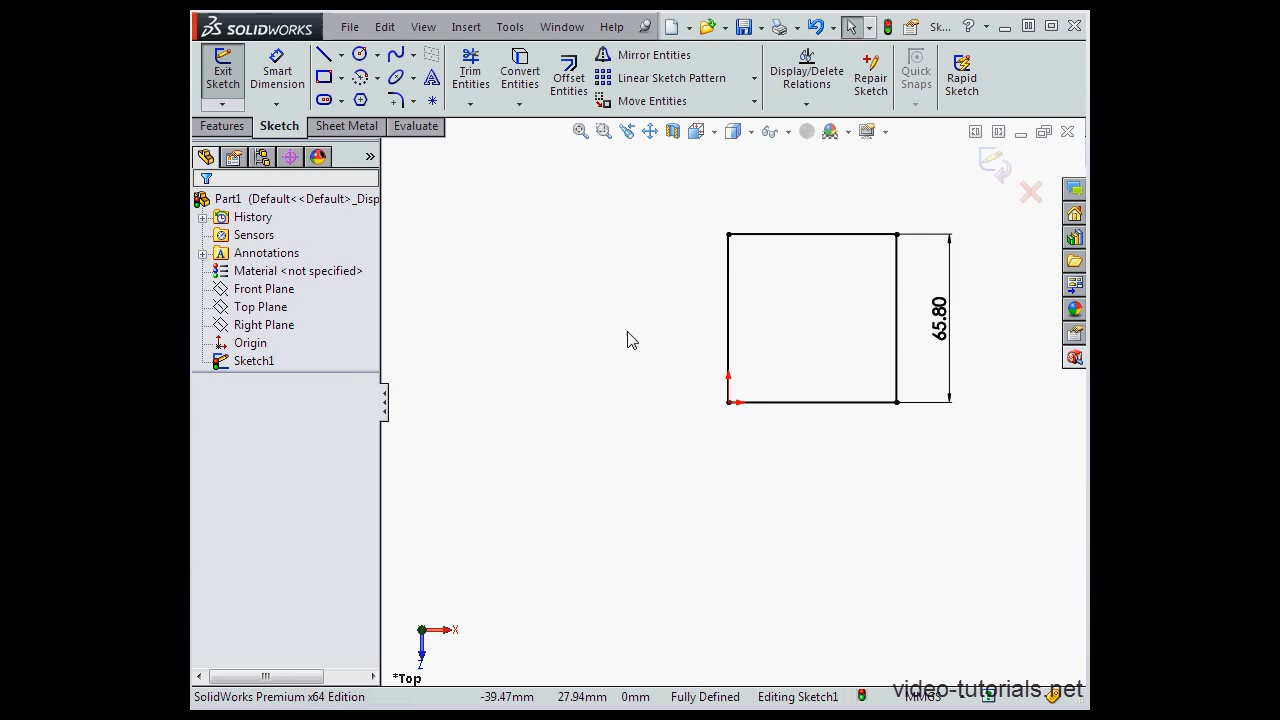 SOLIDWORKS File Edit View Insert Tools Window Help Sk... ?
Exit Sketch
Smart Dimension
Trim Entities
Convert Entities
Offset Entities
Mirror Entities
Linear Sketch Pattern
Move Entities
Display/Delete Relations
Repair Sketch
Quick Snaps
Rapid Sketch
Features Sketch Sheet Metal Evaluate
»
Part1 (Default<<Default>_Disp
History
Sensors
A Annotations
Material <not specified>
Front Plane
Top Plane
Right Plane
Origin
Sketch1
65.80
X
Z
*Top
SolidWorks Premium x64 Edition -39.47mm 27.94mm 0mm Fully Defined Editing Sketch1 MMGS
video-tutorials.net